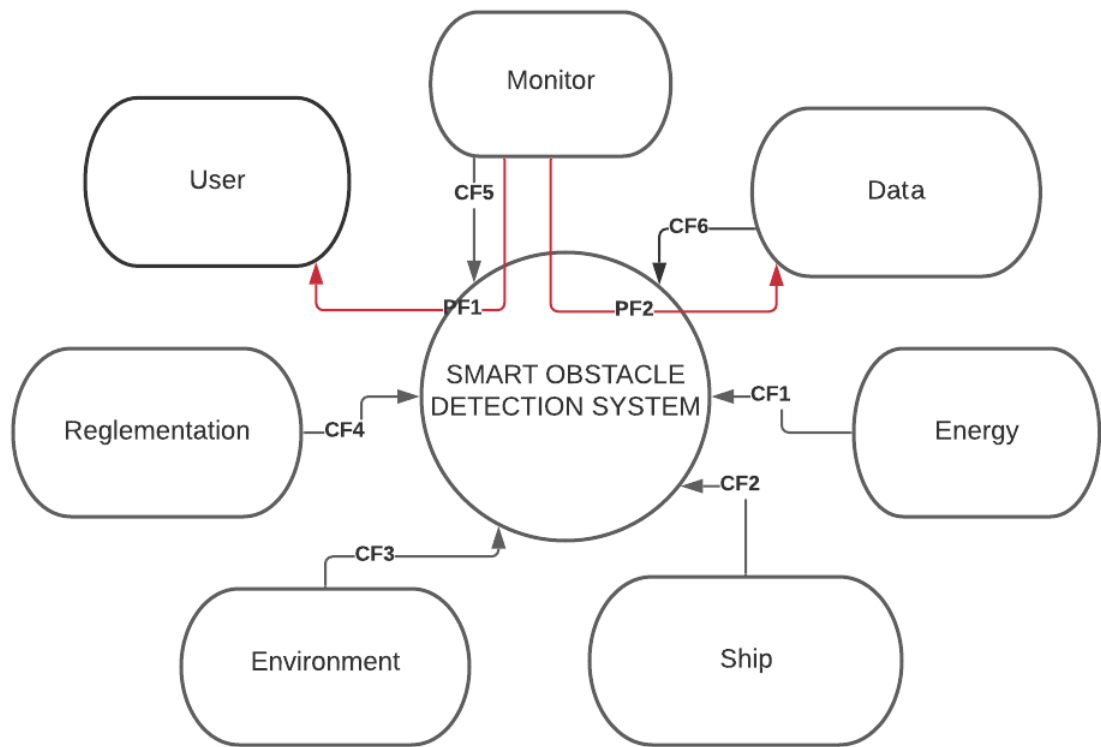 Monitor
User
Data
CF5
CF6
PF1
PF2
SMART OBSTACLE
DETECTION SYSTEM
CF1
Reglementation
CF4
Energy
CF2
CF3
Environment
Ship